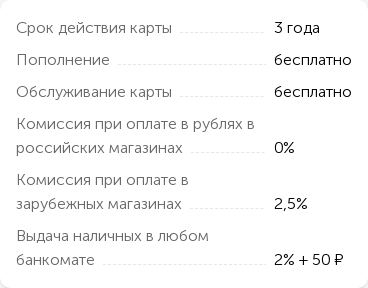 Срок действия карты 3 года
Пополнение бесплатно
Обслуживание карты бесплатно
Комиссия при оплате в рублях в
российских магазинах 0%
Комиссия при оплате в
зарубежных магазинах 2,5%
Выдача наличных в любом
банкомате 2% + 50 ₽